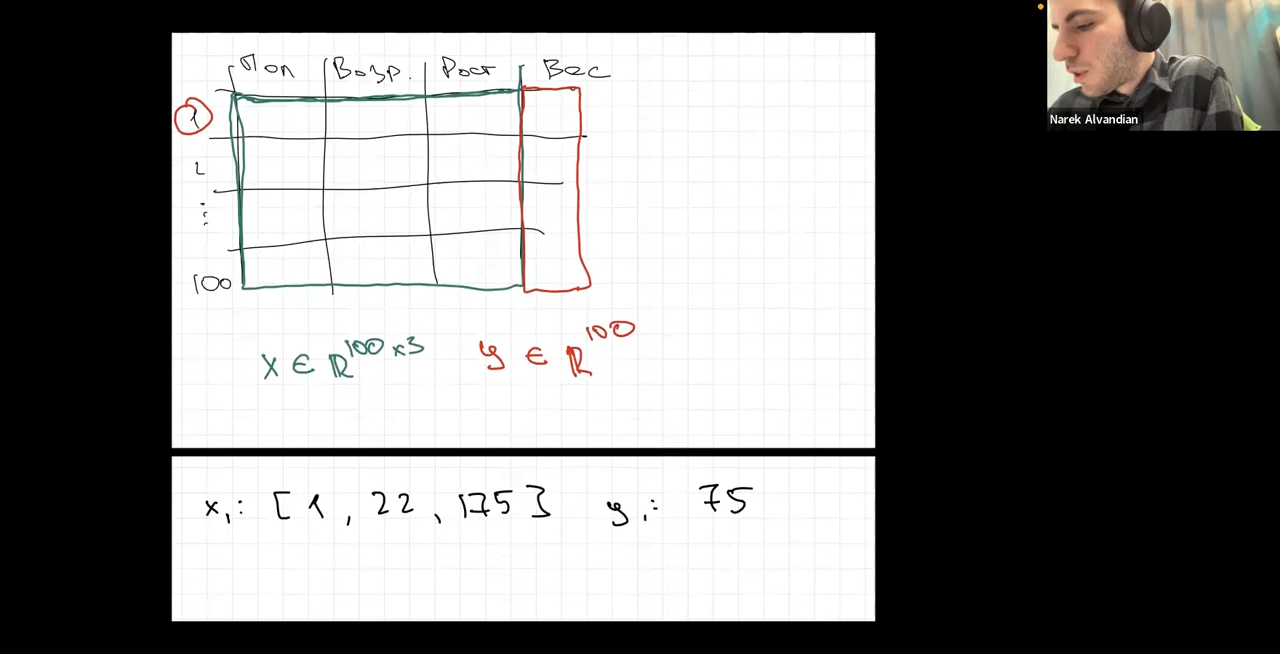 Пол Возр. Рост Вес
1
2
⋮
100
X ∈ ℝ^{100×3} y ∈ ℝ^{100}
x₁: [1, 22, 175] y₁: 75
Narek Alvandian